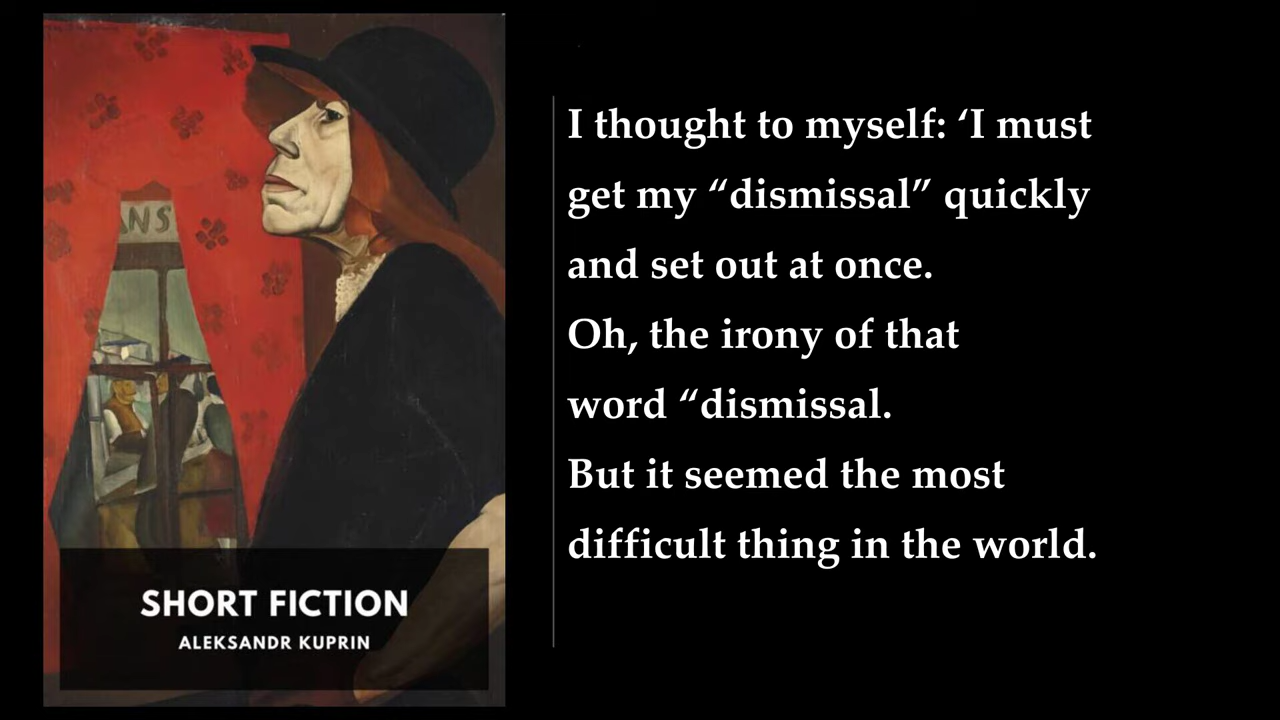 ANS
SHORT FICTION
ALEKSANDR KUPRIN
I thought to myself: ‘I must
get my “dismissal” quickly
and set out at once.
Oh, the irony of that
word “dismissal.
But it seemed the most
difficult thing in the world.